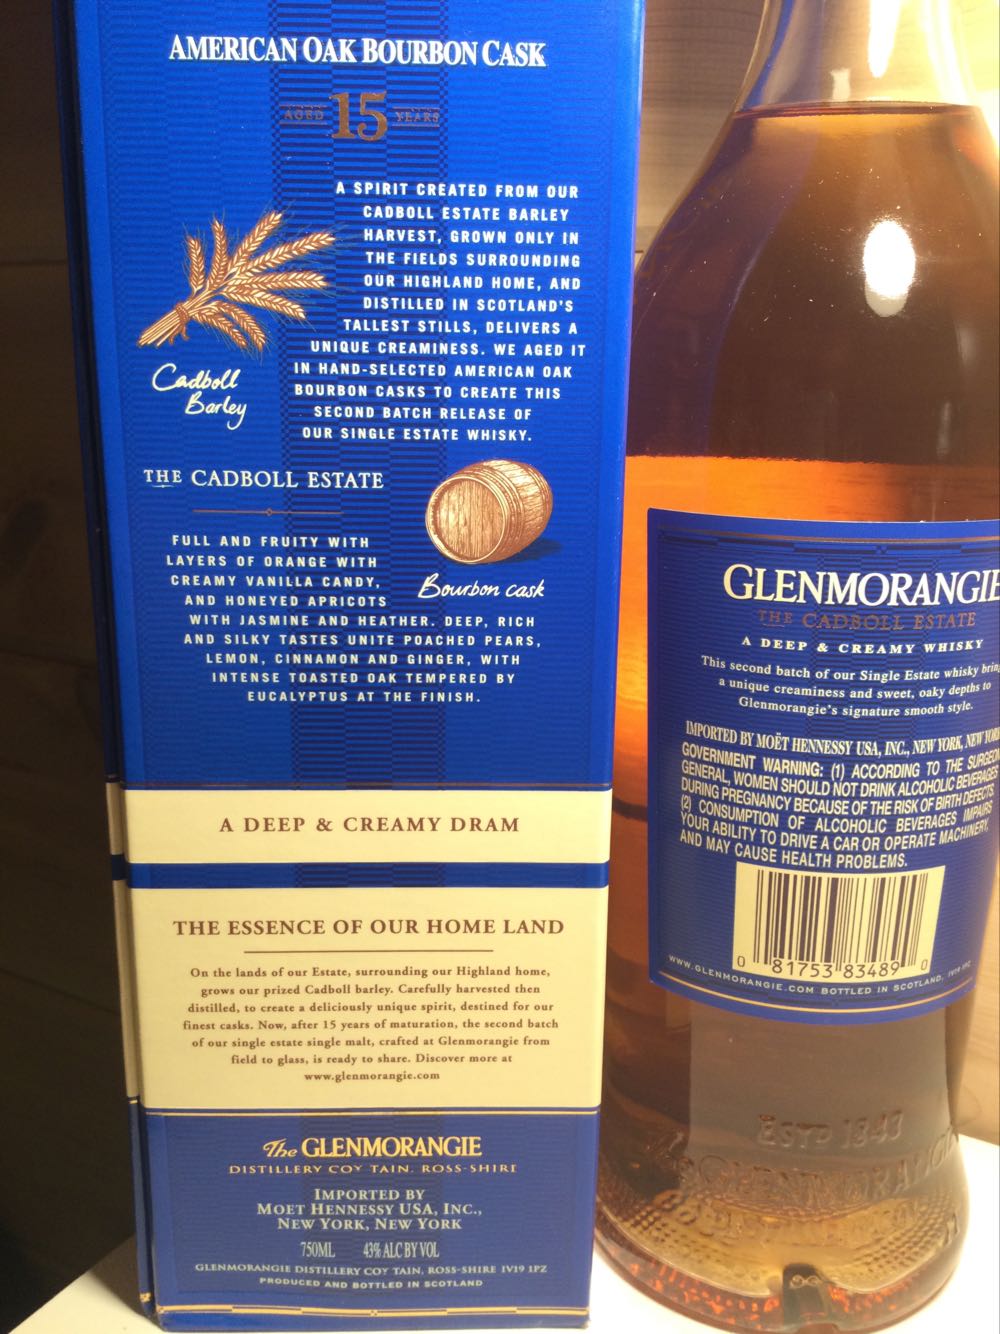 AMERICAN OAK BOURBON CASK
AGED 15 YEARS
A SPIRIT CREATED FROM OUR
CADBOLL ESTATE BARLEY
HARVEST, GROWN ONLY IN
THE FIELDS SURROUNDING
OUR HIGHLAND HOME, AND
DISTILLED IN SCOTLAND'S
TALLEST STILLS, DELIVERS A
UNIQUE CREAMINESS. WE AGED IT
IN HAND-SELECTED AMERICAN OAK
BOURBON CASKS TO CREATE THIS
SECOND BATCH RELEASE OF
OUR SINGLE ESTATE WHISKY.
Cadboll
Barley
THE CADBOLL ESTATE
Bourbon cask
FULL AND FRUITY WITH
LAYERS OF ORANGE WITH
CREAMY VANILLA CANDY,
AND HONEYED APRICOTS
WITH JASMINE AND HEATHER. DEEP, RICH
AND SILKY TASTES UNITE POACHED PEARS,
LEMON, CINNAMON AND GINGER, WITH
INTENSE TOASTED OAK TEMPERED BY
EUCALYPTUS AT THE FINISH.
A DEEP & CREAMY DRAM
THE ESSENCE OF OUR HOME LAND
On the lands of our Estate, surrounding our Highland home,
grows our prized Cadboll barley. Carefully harvested then
distilled, to create a deliciously unique spirit, destined for our
finest casks. Now, after 15 years of maturation, the second batch
of our single estate single malt, crafted at Glenmorangie from
field to glass, is ready to share. Discover more at
www.glenmorangie.com
The GLENMORANGIE
DISTILLERY COY TAIN. ROSS-SHIRE
IMPORTED BY
MOET HENNESSY USA, INC.,
NEW YORK, NEW YORK
750ML 43% ALC BY VOL
GLENMORANGIE DISTILLERY COY TAIN, ROSS-SHIRE IV19 1PZ
PRODUCED AND BOTTLED IN SCOTLAND
GLENMORANGIE
THE CADBOLL ESTATE
A DEEP & CREAMY WHISKY
This second batch of our Single Estate whisky brin
a unique creaminess and sweet, oaky depths to
Glenmorangie's signature smooth style.
IMPORTED BY MOËT HENNESSY USA, INC., NEW YORK, NEW YORK
GOVERNMENT WARNING: (1) ACCORDING TO THE SURGEON
GENERAL, WOMEN SHOULD NOT DRINK ALCOHOLIC BEVERAGES
DURING PREGNANCY BECAUSE OF THE RISK OF BIRTH DEFECTS.
(2) CONSUMPTION OF ALCOHOLIC BEVERAGES IMPAIRS
YOUR ABILITY TO DRIVE A CAR OR OPERATE MACHINERY,
AND MAY CAUSE HEALTH PROBLEMS.
0 81753 83489 0
WWW.GLENMORANGIE.COM BOTTLED IN SCOTLAND, IV19 1PZ
ESTD 1843
GLENMORANGIE